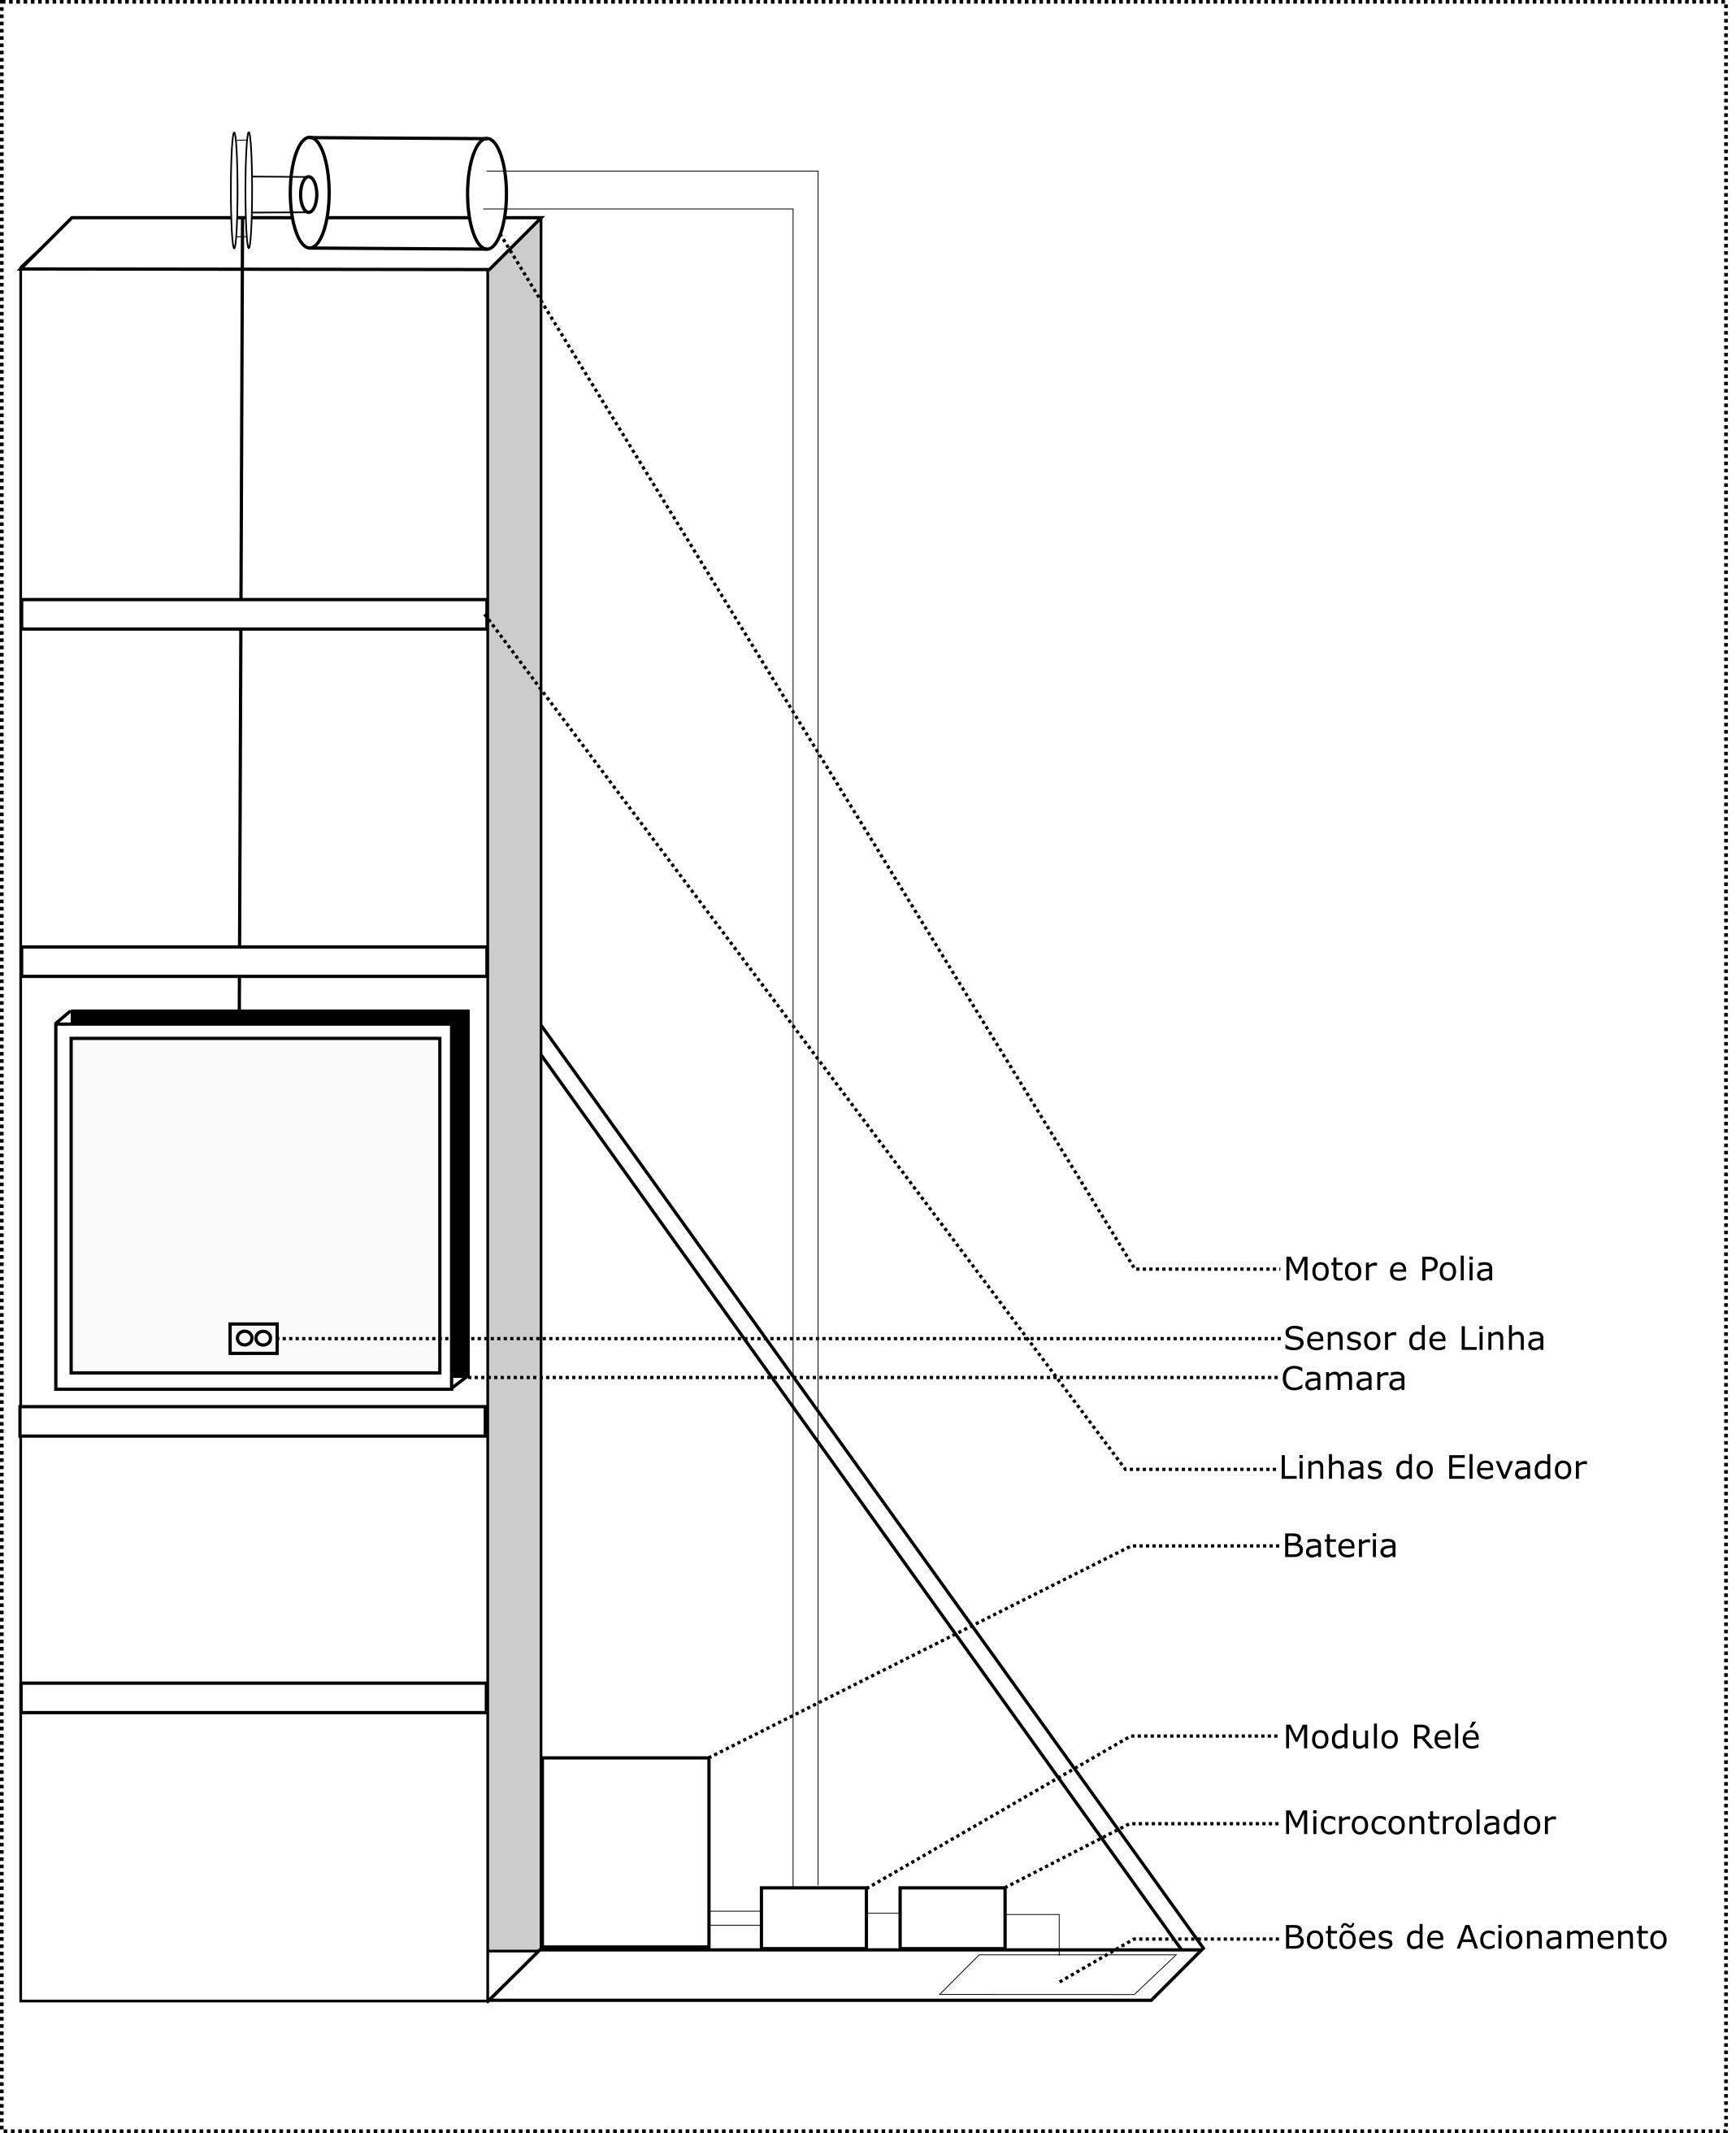 Motor e Polia
Sensor de Linha
Camara
Linhas do Elevador
Bateria
Modulo Relé
Microcontrolador
Botões de Acionamento